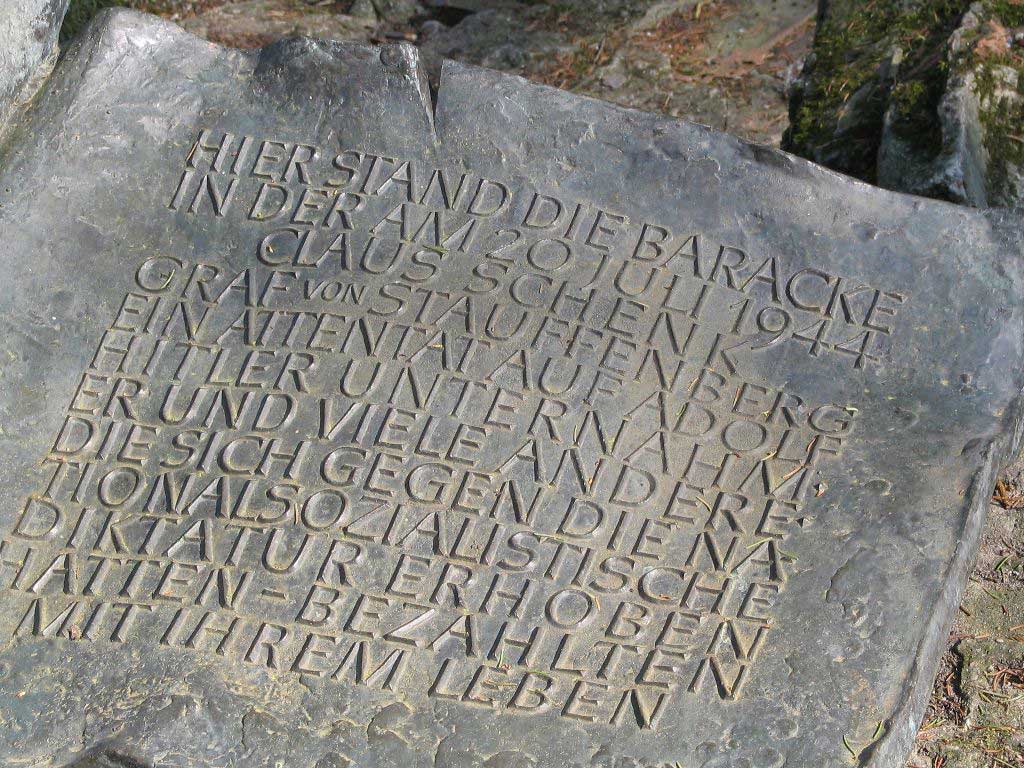 HIER STAND DIE BARACKE
IN DER AM 20 JULI 1944
CLAUS SCHENK
GRAF VON STAUFFENBERG
EIN ATTENTAT AUF ADOLF
HITLER UNTERNAHM·
ER UND VIELE ANDERE·
DIE SICH GEGEN DIE NA
TIONALSOZIALISTISCHE
DIKTATUR ERHOBEN
HATTEN - BEZAHLTEN
MIT IHREM LEBEN